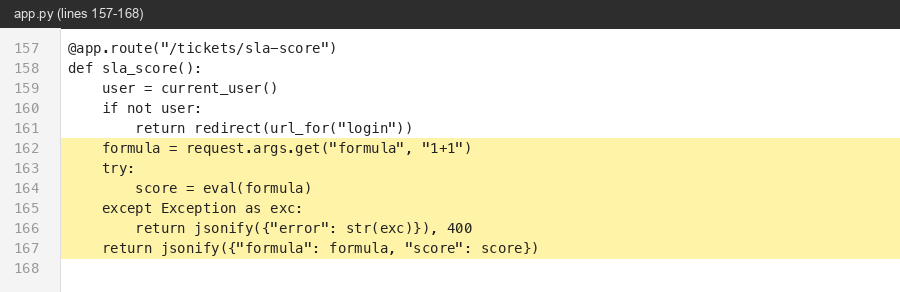 app.py (lines 157-168)
157 @app.route("/tickets/sla-score")
158 def sla_score():
159     user = current_user()
160     if not user:
161         return redirect(url_for("login"))
162     formula = request.args.get("formula", "1+1")
163     try:
164         score = eval(formula)
165     except Exception as exc:
166         return jsonify({"error": str(exc)}), 400
167     return jsonify({"formula": formula, "score": score})
168